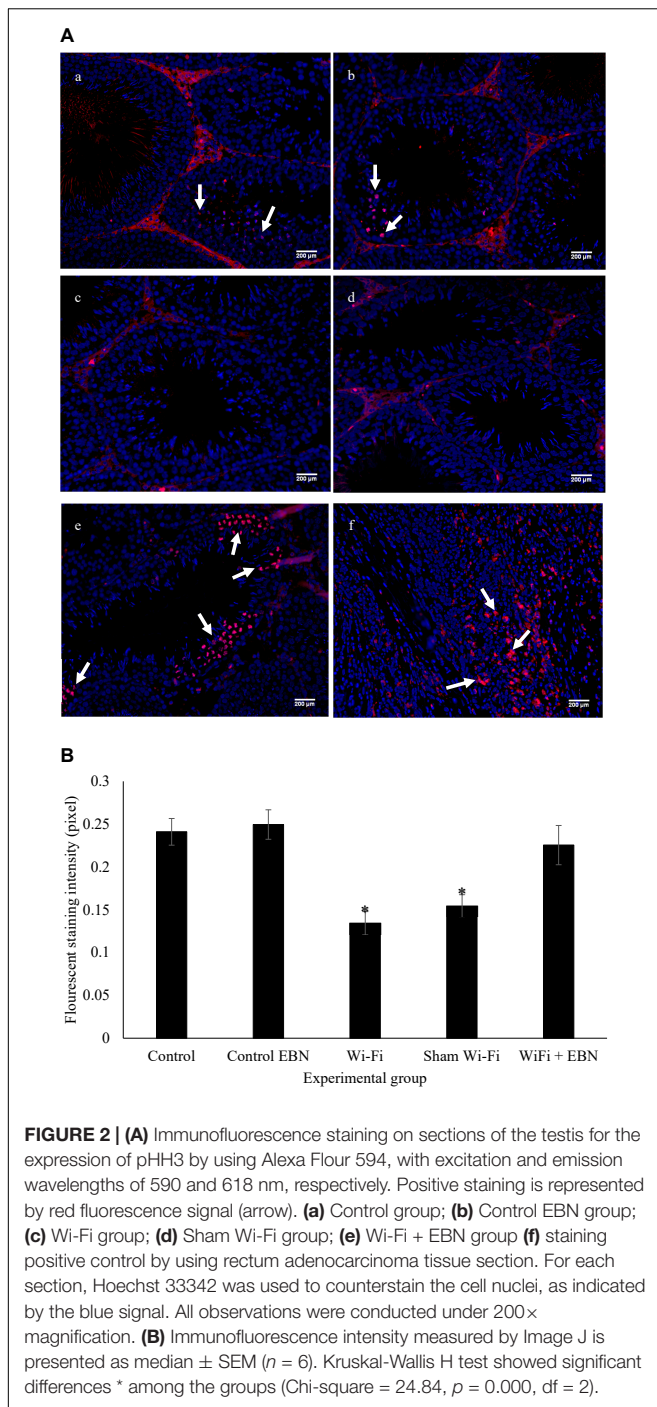 A
a
b
200 µm
200 µm
c
d
200 µm
200 µm
e
f
200 µm
200 µm
B
Flourescent staining intensity (pixel)
0.3
0.25
0.2
0.15
0.1
0.05
0
*
*
Control
Control EBN
Wi-Fi
Sham Wi-Fi
WiFi + EBN
Experimental group
FIGURE 2 | (A) Immunofluorescence staining on sections of the testis for the
expression of pHH3 by using Alexa Flour 594, with excitation and emission
wavelengths of 590 and 618 nm, respectively. Positive staining is represented
by red fluorescence signal (arrow). (a) Control group; (b) Control EBN group;
(c) Wi-Fi group; (d) Sham Wi-Fi group; (e) Wi-Fi + EBN group (f) staining
positive control by using rectum adenocarcinoma tissue section. For each
section, Hoechst 33342 was used to counterstain the cell nuclei, as indicated
by the blue signal. All observations were conducted under 200×
magnification. (B) Immunofluorescence intensity measured by Image J is
presented as median ± SEM (n = 6). Kruskal-Wallis H test showed significant
differences * among the groups (Chi-square = 24.84, p = 0.000, df = 2).